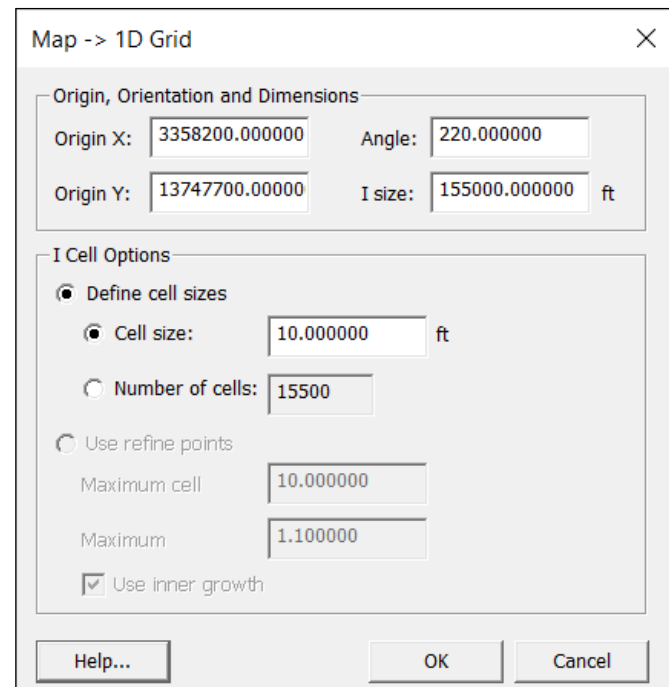 Map -> 1D Grid
Origin, Orientation and Dimensions
Origin X: 3358200.000000 Angle: 220.000000
Origin Y: 13747700.00000 I size: 155000.000000 ft
I Cell Options
Define cell sizes
Cell size: 10.000000 ft
Number of cells: 15500
Use refine points
Maximum cell 10.000000
Maximum 1.100000
Use inner growth
Help... OK Cancel